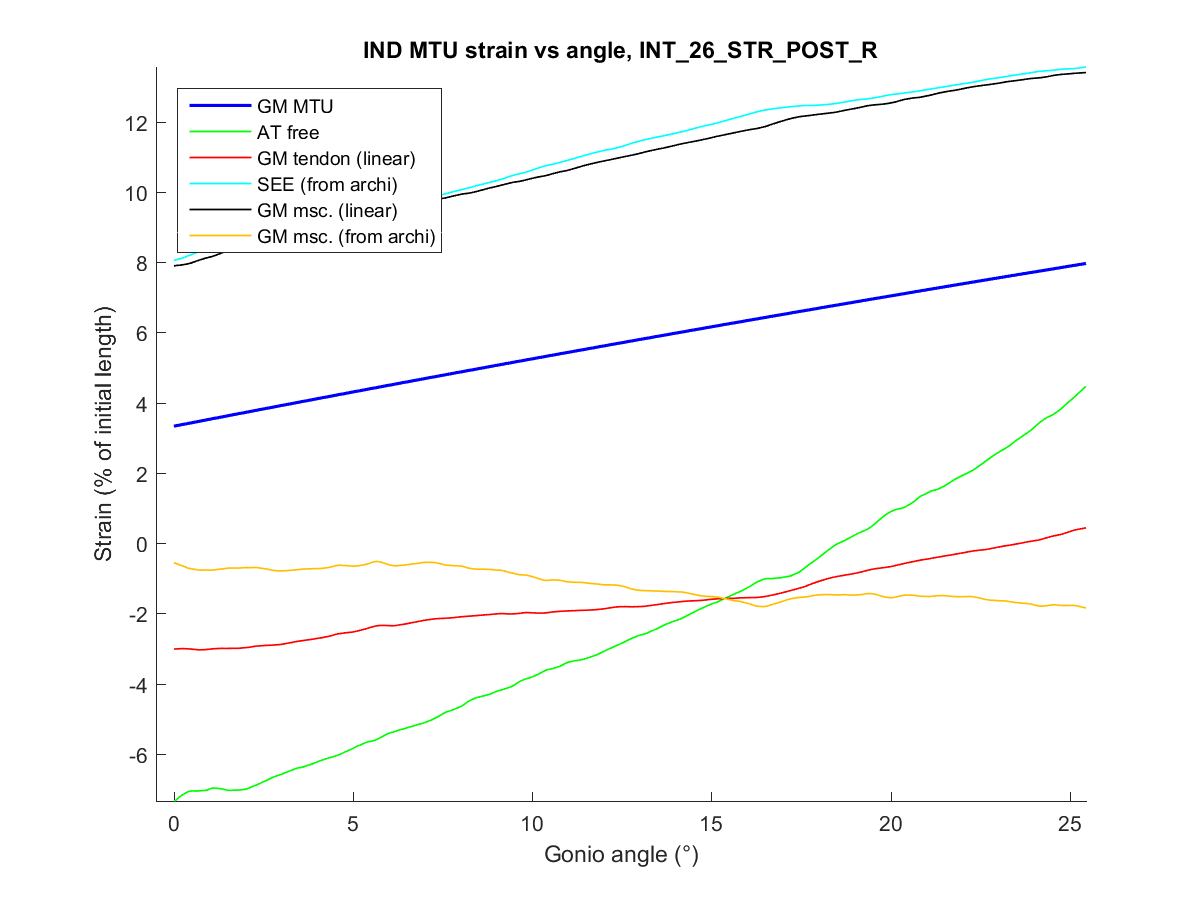 IND MTU strain vs angle, INT_26_STR_POST_R
GM MTU
AT free
GM tendon (linear)
SEE (from archi)
GM msc. (linear)
GM msc. (from archi)
Strain (% of initial length)
12
10
8
6
4
2
0
-2
-4
-6
0 5 10 15 20 25
Gonio angle (°)